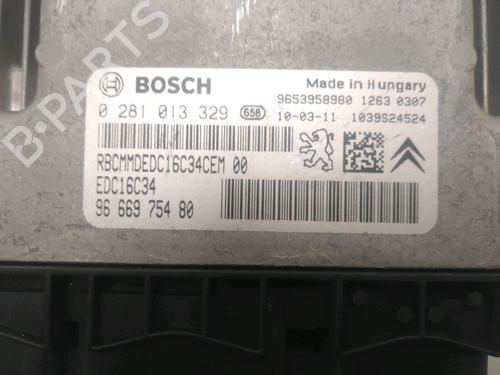 BOSCH
Made in Hungary
9653958980 1263 0307
0 281 013 329 658 10-03-11 1039S24524
RBCMMDEDC16C34CEM 00
EDC16C34
96 669 754 80
B-PARTS